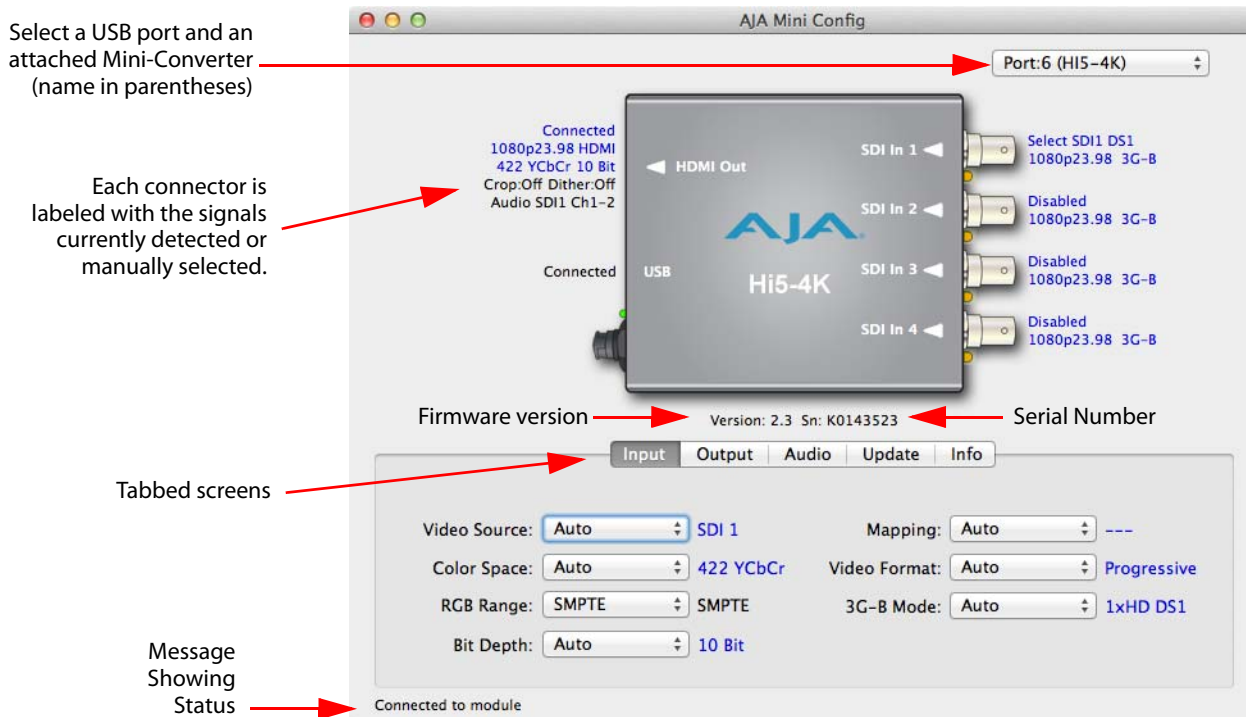 AJA Mini Config
Select a USB port and an
attached Mini-Converter
(name in parentheses)
Port:6 (HI5-4K)
Connected
1080p23.98 HDMI
422 YCbCr 10 Bit
Crop:Off Dither:Off
Audio SDI1 Ch1-2
HDMI Out
SDI In 1
Select SDI1 DS1
1080p23.98 3G-B
Each connector is
labeled with the signals
currently detected or
manually selected.
SDI In 2
Disabled
1080p23.98 3G-B
AJA
Connected
USB
Hi5-4K
SDI In 3
Disabled
1080p23.98 3G-B
SDI In 4
Disabled
1080p23.98 3G-B
Firmware version
Version: 2.3 Sn: K0143523
Serial Number
Tabbed screens
Input Output Audio Update Info
Video Source: Auto SDI 1
Mapping: Auto ---
Color Space: Auto 422 YCbCr
Video Format: Auto Progressive
RGB Range: SMPTE SMPTE
3G-B Mode: Auto 1xHD DS1
Bit Depth: Auto 10 Bit
Message
Showing
Status
Connected to module